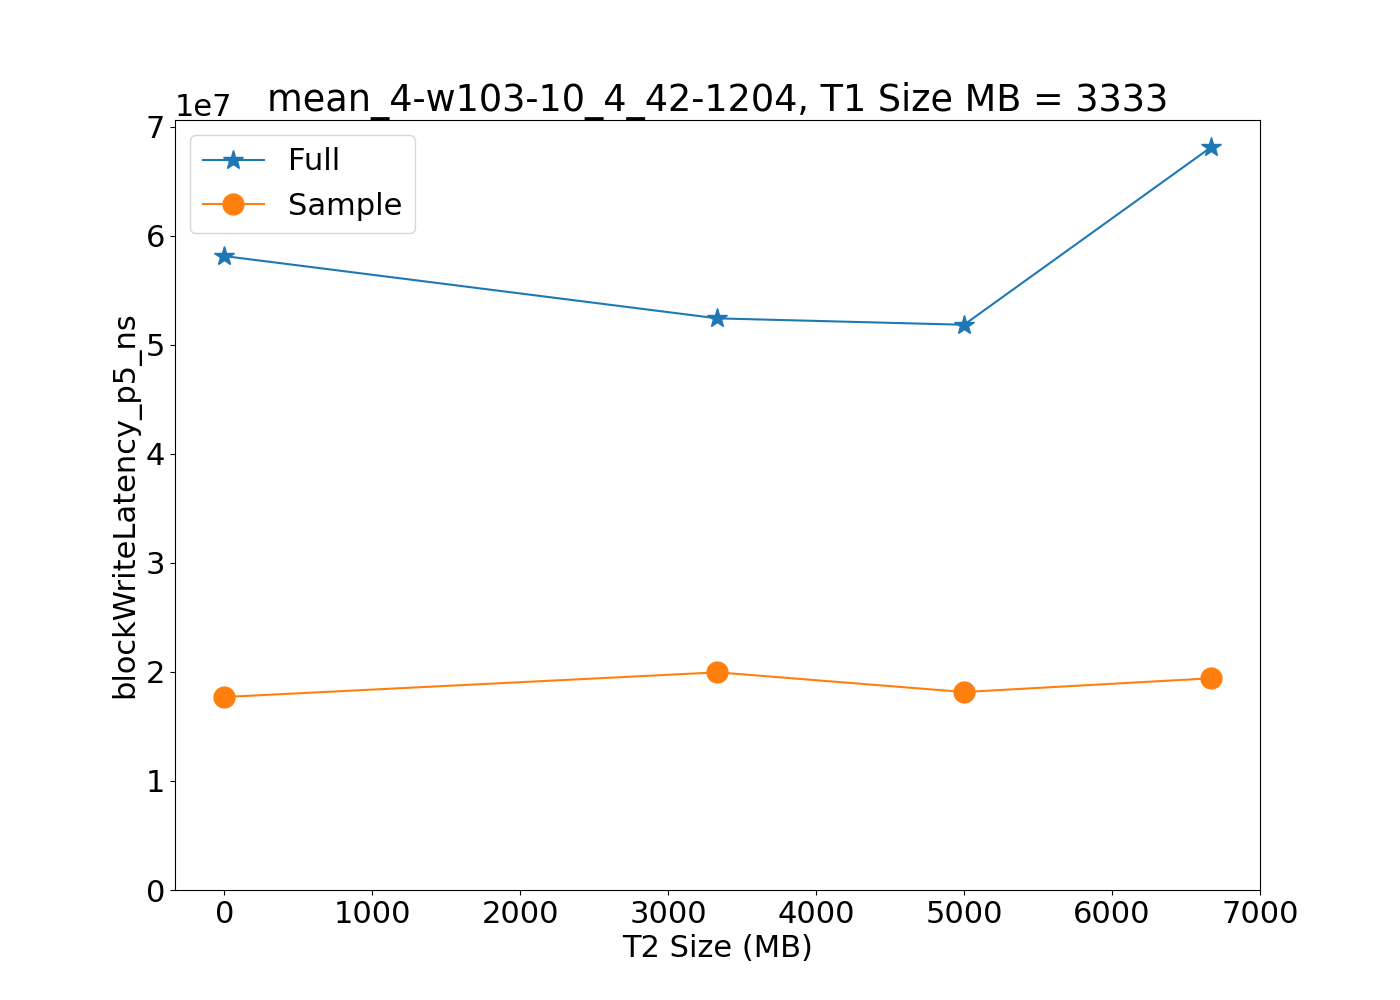 mean_4-w103-10_4_42-1204, T1 Size MB = 3333
1e7
7
6
5
4
3
2
1
0
Full
Sample
blockWriteLatency_p5_ns
0 1000 2000 3000 4000 5000 6000 7000
T2 Size (MB)